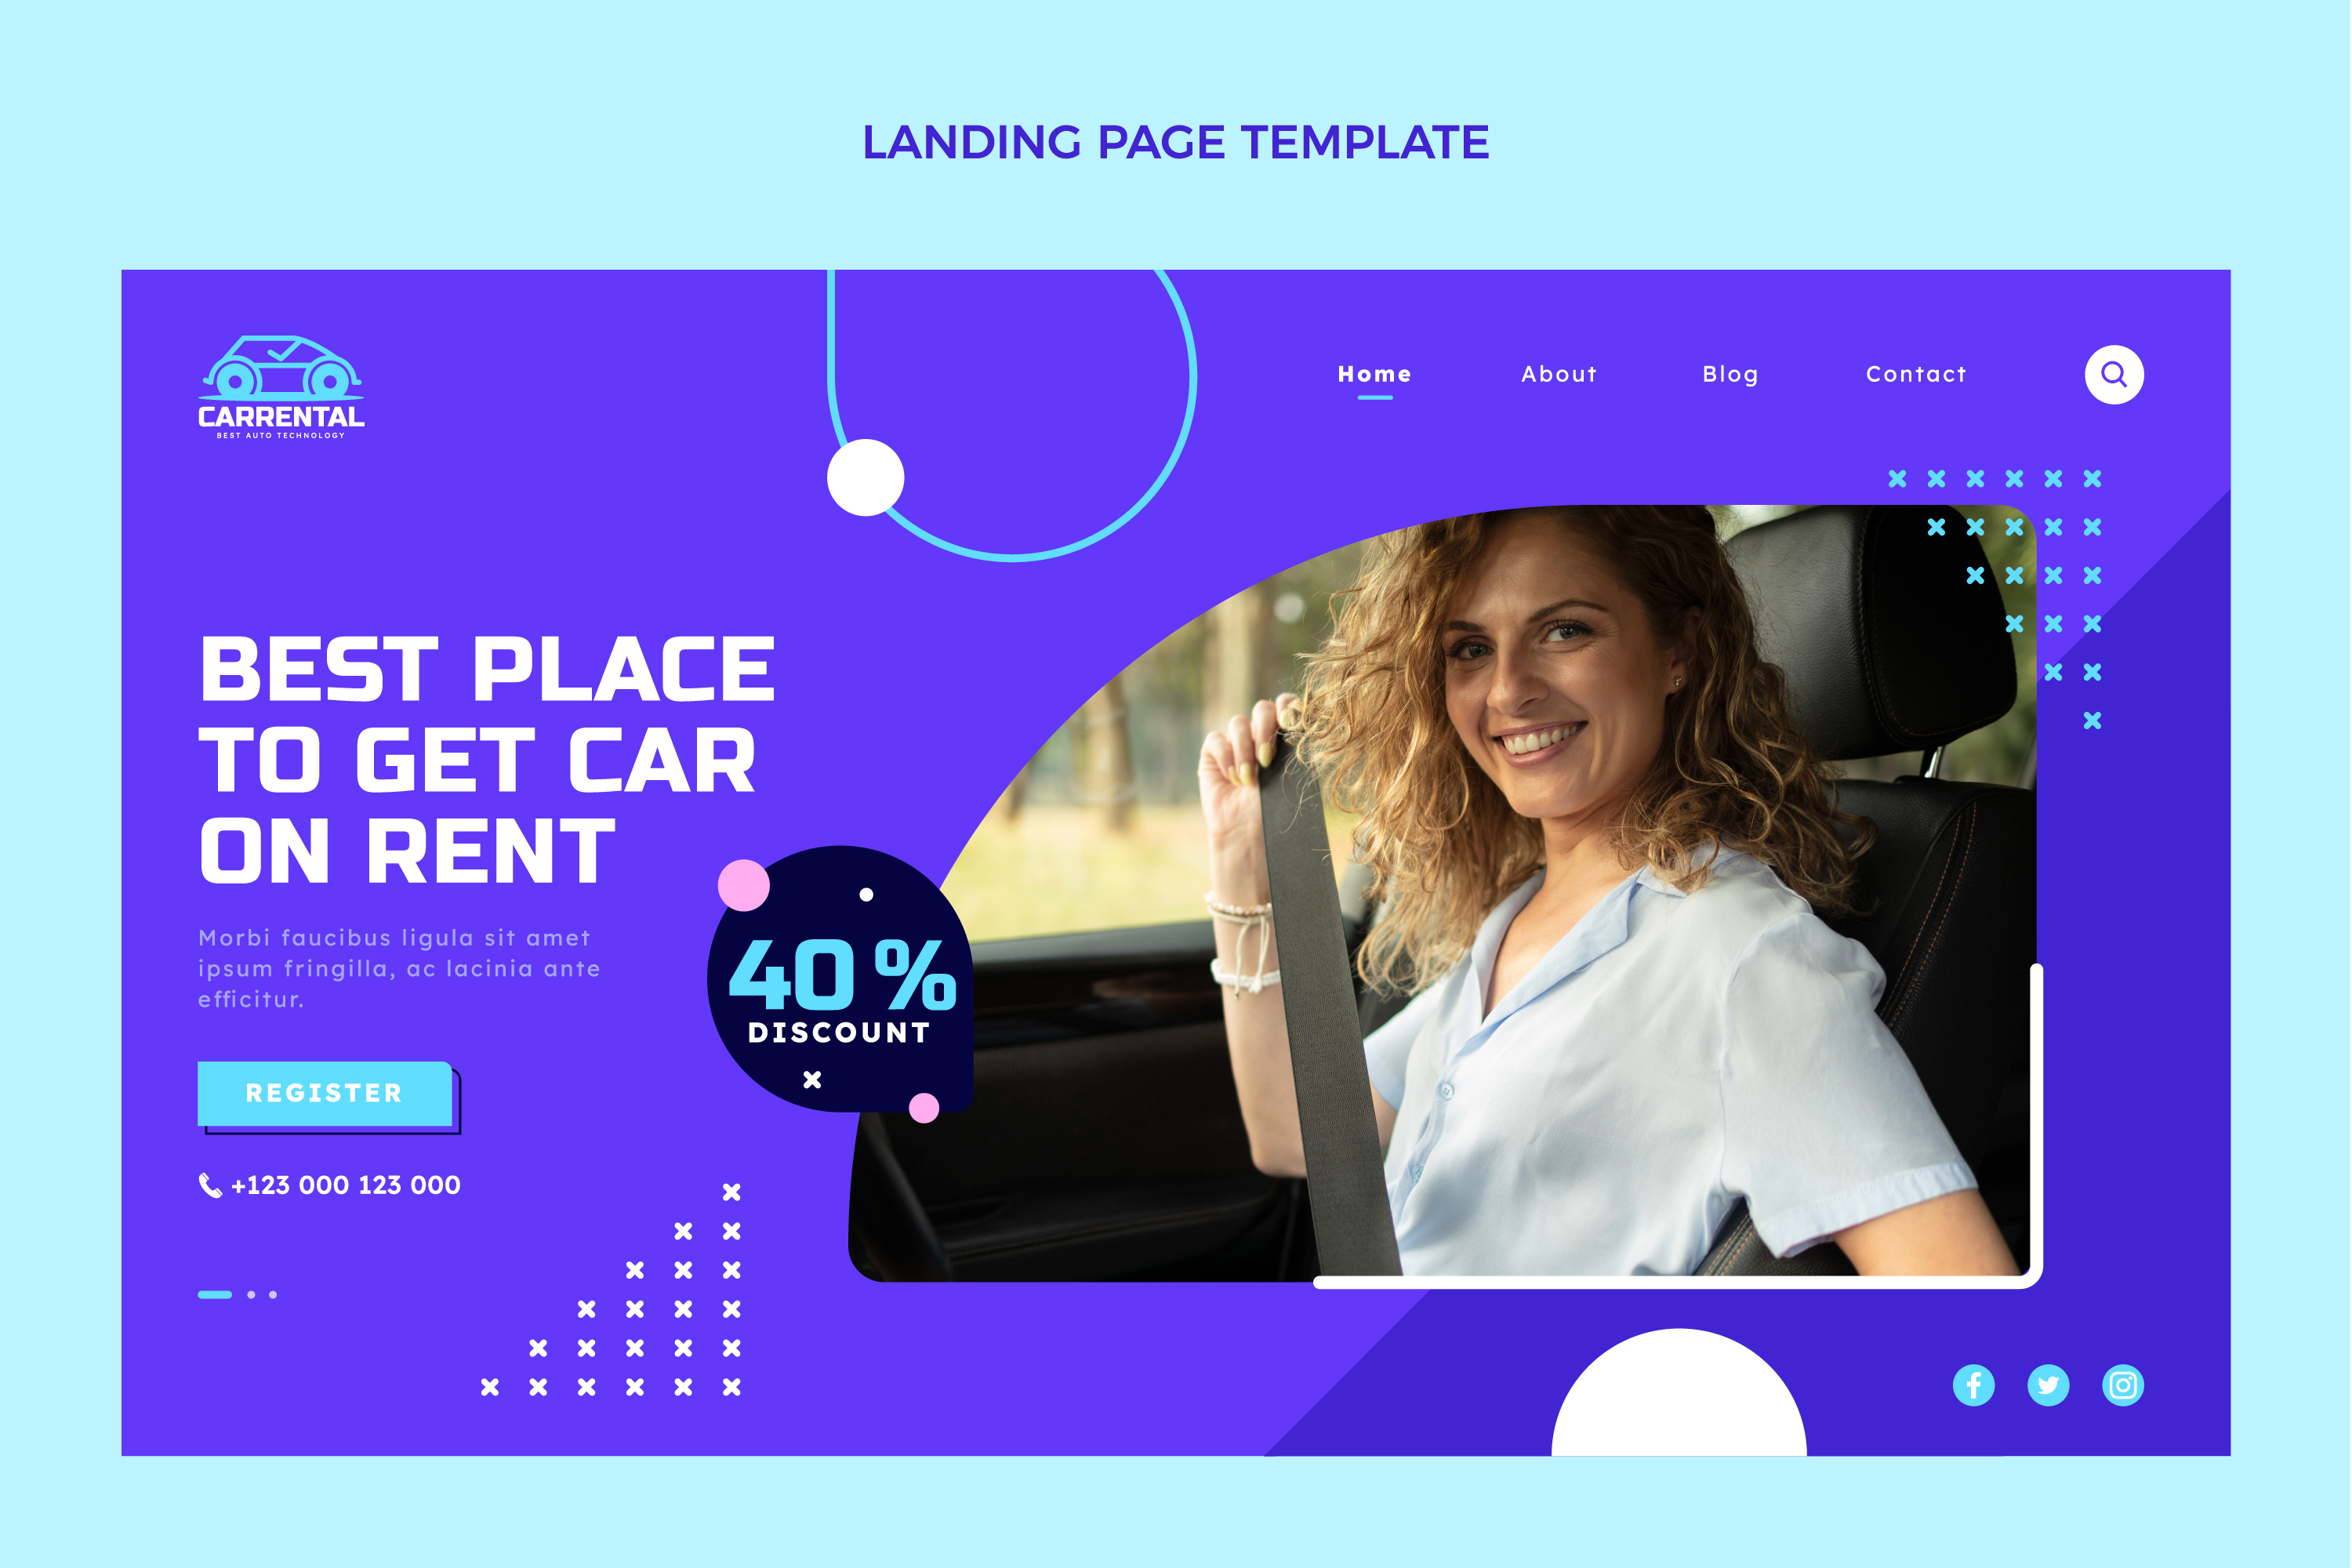 LANDING PAGE TEMPLATE
CARRENTAL
BEST AUTO TECHNOLOGY
Home
About
Blog
Contact
BEST PLACE
TO GET CAR
ON RENT
Morbi faucibus ligula sit amet
ipsum fringilla, ac lacinia ante
efficitur.
40%
DISCOUNT
REGISTER
+123 000 123 000